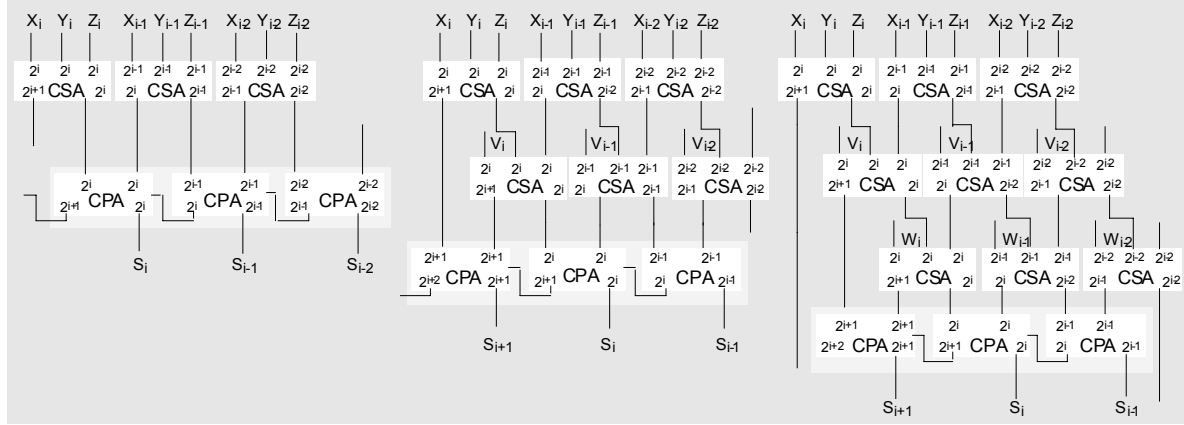 Xᵢ Yᵢ Zᵢ Xᵢ₋₁ Yᵢ₋₁ Zᵢ₋₁ Xᵢ₋₂ Yᵢ₋₂ Zᵢ₋₂
2ⁱ 2ⁱ 2ⁱ 2ⁱ⁻¹ 2ⁱ⁻¹ 2ⁱ⁻¹ 2ⁱ⁻² 2ⁱ⁻² 2ⁱ⁻²
2ⁱ⁺¹ CSA 2ⁱ 2ⁱ CSA 2ⁱ⁻¹ 2ⁱ⁻¹ CSA 2ⁱ⁻²
2ⁱ 2ⁱ 2ⁱ⁻¹ 2ⁱ⁻¹ 2ⁱ⁻² 2ⁱ⁻²
2ⁱ⁺¹ CPA 2ⁱ 2ⁱ CPA 2ⁱ⁻¹ 2ⁱ⁻¹ CPA 2ⁱ⁻²
Sᵢ Sᵢ₋₁ Sᵢ₋₂
Xᵢ Yᵢ Zᵢ Xᵢ₋₁ Yᵢ₋₁ Zᵢ₋₁ Xᵢ₋₂ Yᵢ₋₂ Zᵢ₋₂
2ⁱ 2ⁱ 2ⁱ 2ⁱ⁻¹ 2ⁱ⁻¹ 2ⁱ⁻¹ 2ⁱ⁻² 2ⁱ⁻² 2ⁱ⁻²
2ⁱ⁺¹ CSA 2ⁱ 2ⁱ CSA 2ⁱ⁻² 2ⁱ⁻¹ CSA 2ⁱ⁻²
Vᵢ Vᵢ₋₁ Vᵢ₋₂
2ⁱ 2ⁱ 2ⁱ 2ⁱ⁻¹ 2ⁱ⁻¹ 2ⁱ⁻¹ 2ⁱ⁻² 2ⁱ⁻² 2ⁱ⁻²
2ⁱ⁺¹ CSA 2ⁱ 2ⁱ CSA 2ⁱ⁻¹ 2ⁱ⁻¹ CSA 2ⁱ⁻²
2ⁱ⁺¹ 2ⁱ⁺¹ 2ⁱ 2ⁱ 2ⁱ⁻¹ 2ⁱ⁻¹
2ⁱ⁺² CPA 2ⁱ⁺¹ 2ⁱ⁺¹ CPA 2ⁱ 2ⁱ CPA 2ⁱ⁻¹
Sᵢ₊₁ Sᵢ Sᵢ₋₁
Xᵢ Yᵢ Zᵢ Xᵢ₋₁ Yᵢ₋₁ Zᵢ₋₁ Xᵢ₋₂ Yᵢ₋₂ Zᵢ₋₂
2ⁱ 2ⁱ 2ⁱ 2ⁱ⁻¹ 2ⁱ⁻¹ 2ⁱ⁻¹ 2ⁱ⁻² 2ⁱ⁻² 2ⁱ⁻²
2ⁱ⁺¹ CSA 2ⁱ 2ⁱ CSA 2ⁱ⁻¹ 2ⁱ⁻¹ CSA 2ⁱ⁻²
Vᵢ Vᵢ₋₁ Vᵢ₋₂
2ⁱ 2ⁱ 2ⁱ 2ⁱ⁻¹ 2ⁱ⁻¹ 2ⁱ⁻¹ 2ⁱ⁻² 2ⁱ⁻² 2ⁱ⁻²
2ⁱ⁺¹ CSA 2ⁱ 2ⁱ CSA 2ⁱ⁻² 2ⁱ⁻¹ CSA 2ⁱ⁻²
Wᵢ Wᵢ₋₁ Wᵢ₋₂
2ⁱ 2ⁱ 2ⁱ 2ⁱ⁻¹ 2ⁱ⁻¹ 2ⁱ⁻¹ 2ⁱ⁻² 2ⁱ⁻² 2ⁱ⁻²
2ⁱ⁺¹ CSA 2ⁱ 2ⁱ CSA 2ⁱ⁻² 2ⁱ⁻¹ CSA 2ⁱ⁻²
2ⁱ⁺¹ 2ⁱ⁺¹ 2ⁱ 2ⁱ 2ⁱ⁻¹ 2ⁱ⁻¹
2ⁱ⁺² CPA 2ⁱ⁺¹ 2ⁱ⁺¹ CPA 2ⁱ 2ⁱ CPA 2ⁱ⁻¹
Sᵢ₊₁ Sᵢ Sᵢ₋₁